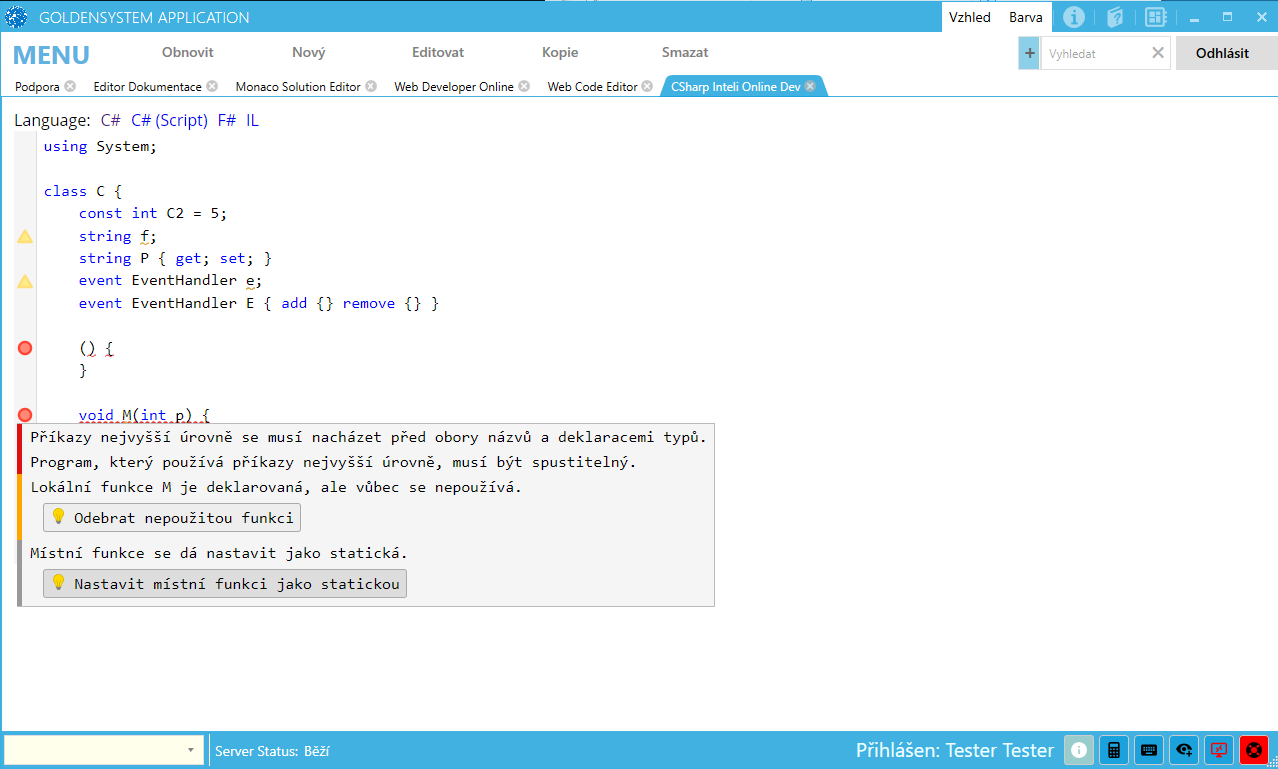 GOLDENSYSTEM APPLICATION Vzhled Barva
MENU Obnovit Nový Editovat Kopie Smazat + Vyhledat Odhlásit
Podpora Editor Dokumentace Monaco Solution Editor Web Developer Online Web Code Editor CSharp Inteli Online Dev
Language: C# C# (Script) F# IL
using System;
class C {
const int C2 = 5;
string f;
string P { get; set; }
event EventHandler e;
event EventHandler E { add {} remove {} }
() {
}
void M(int p) {
Příkazy nejvyšší úrovně se musí nacházet před obory názvů a deklaracemi typů.
Program, který používá příkazy nejvyšší úrovně, musí být spustitelný.
Lokální funkce M je deklarovaná, ale vůbec se nepoužívá.
Odebrat nepoužitou funkci
Místní funkce se dá nastavit jako statická.
Nastavit místní funkci jako statickou
Server Status: Běží Přihlášen: Tester Tester